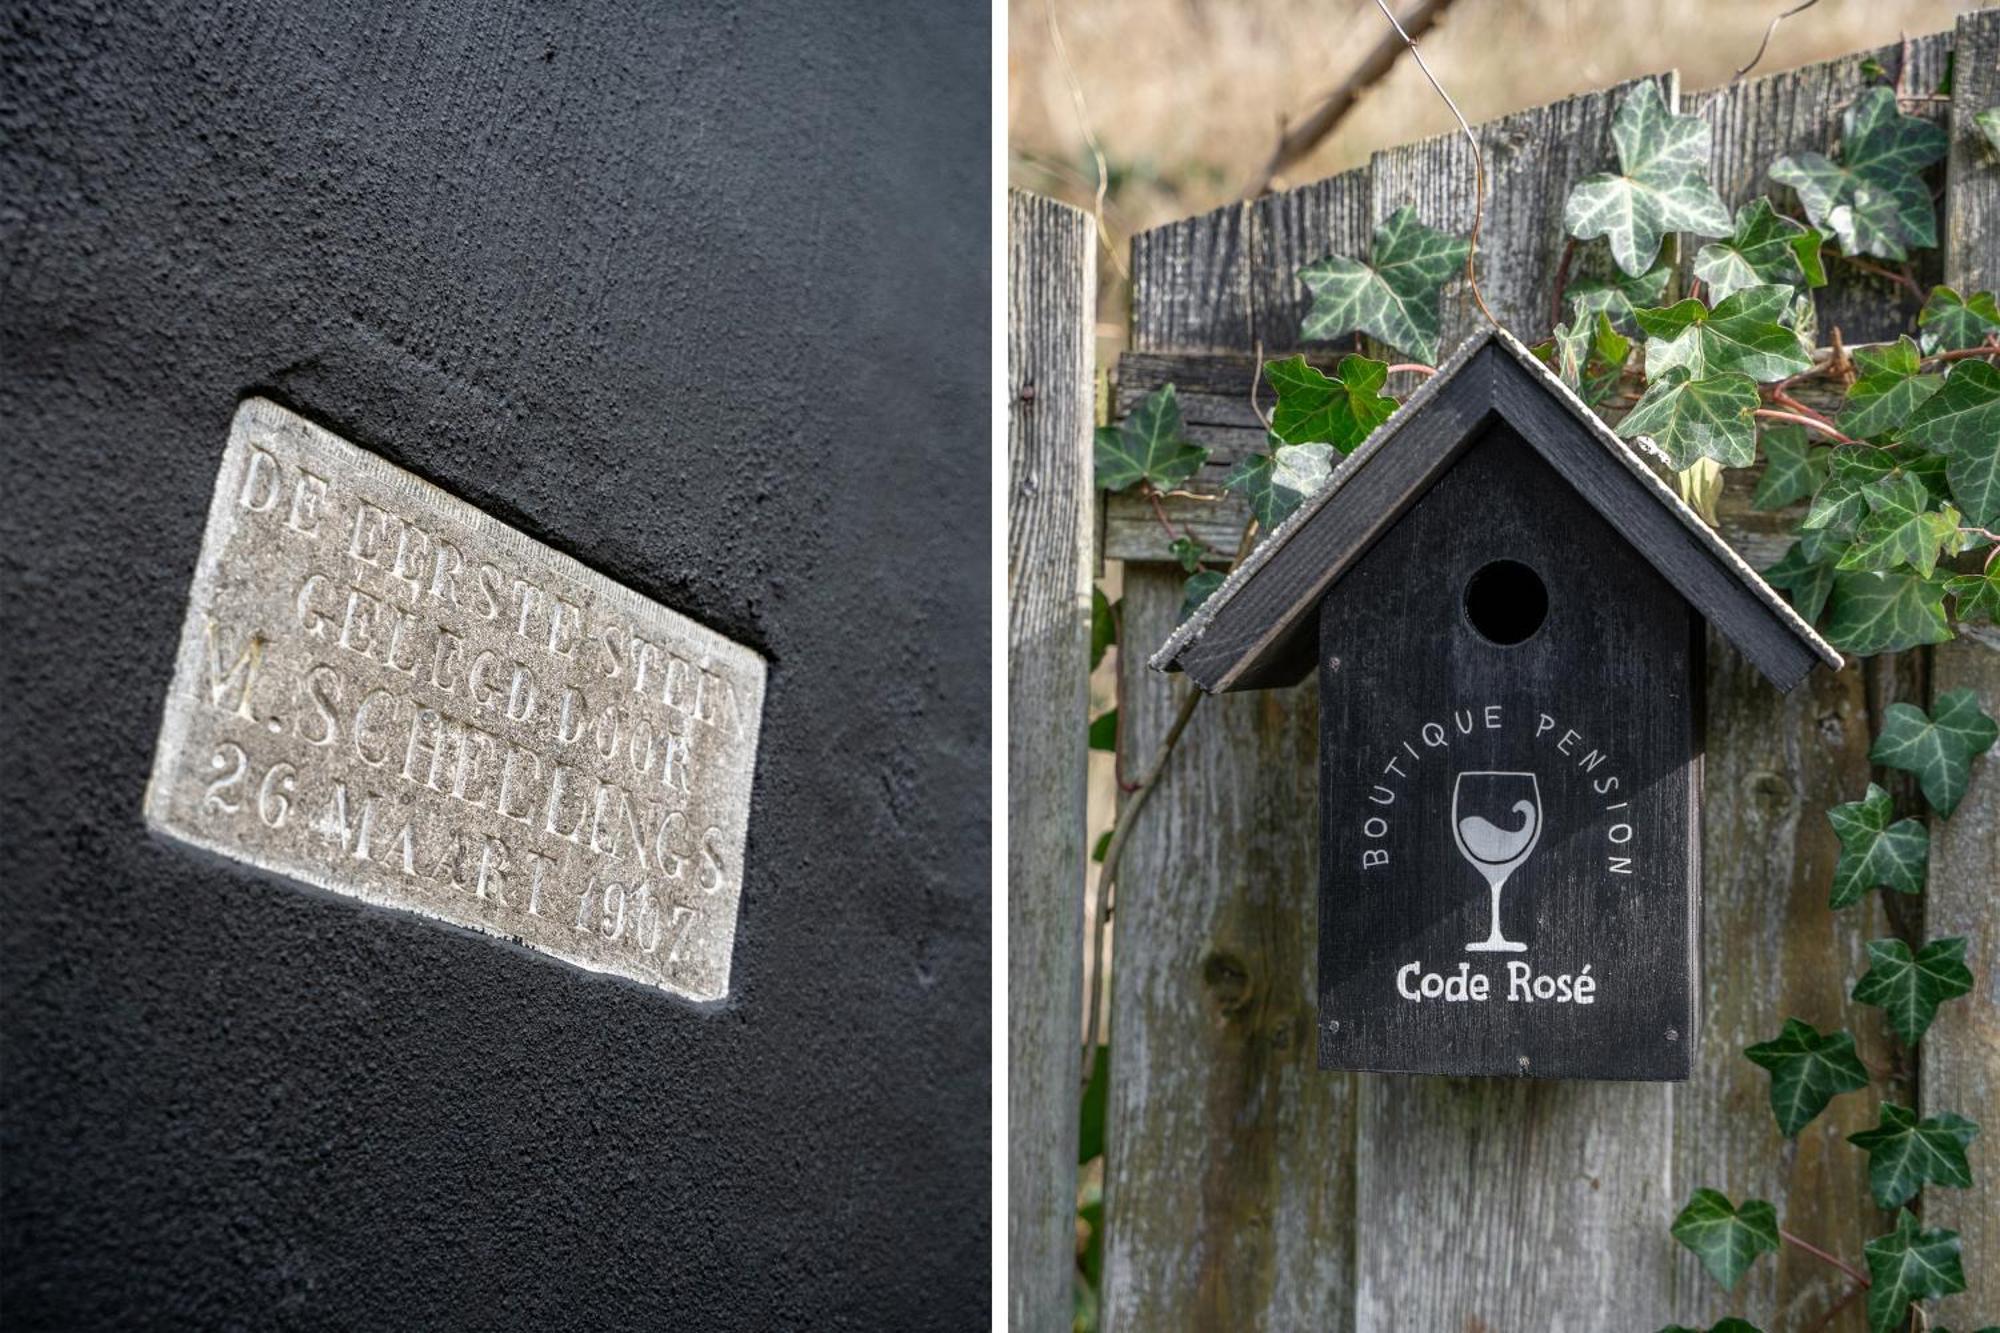 DE EERSTE STEEN
GELEGD DOOR
M. SCHELLINGS
26 MAART 1907.
BOUTIQUE PENSION
Code Rosé